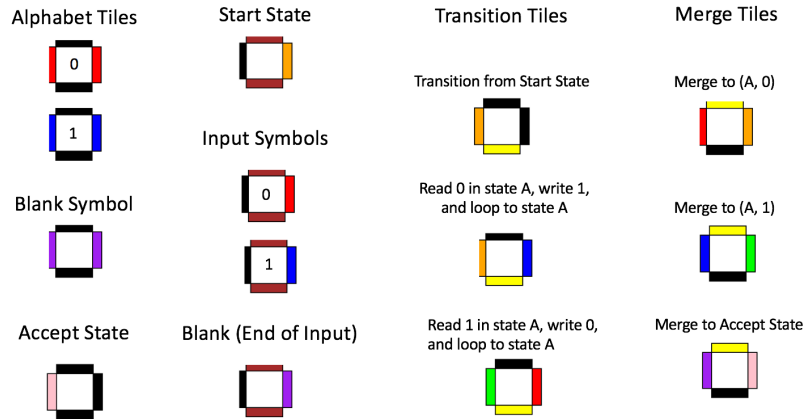 Alphabet Tiles
0
1
Blank Symbol
Accept State
Start State
Input Symbols
0
1
Blank (End of Input)
Transition Tiles
Transition from Start State
Read 0 in state A, write 1,
and loop to state A
Read 1 in state A, write 0,
and loop to state A
Merge Tiles
Merge to (A, 0)
Merge to (A, 1)
Merge to Accept State